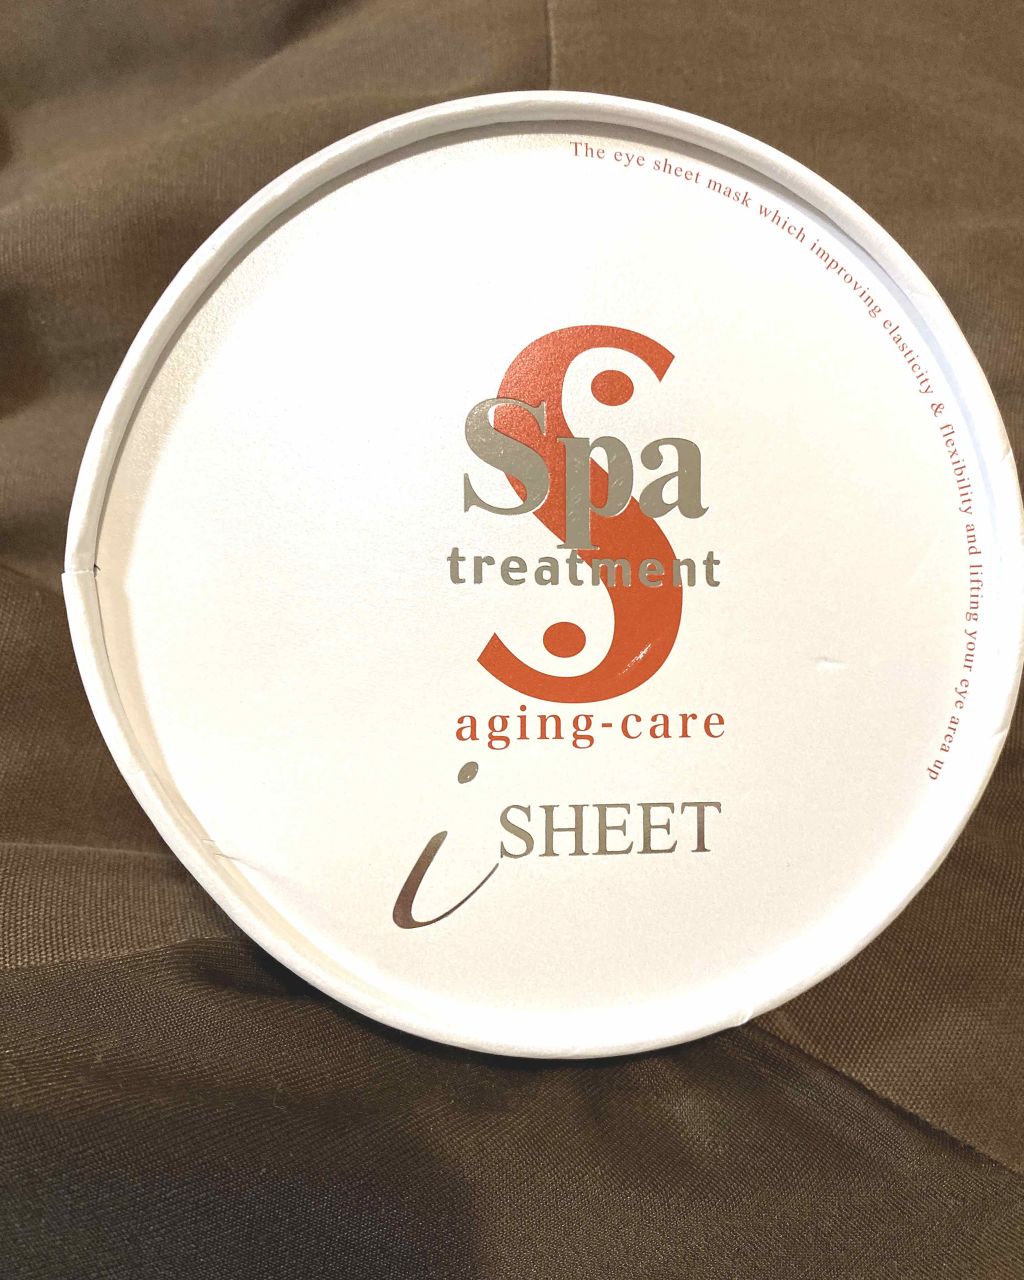 The eye sheet mask which improving elasticity & flexibility and lifting your eye area up
Spa
treatment
aging-care
i SHEET